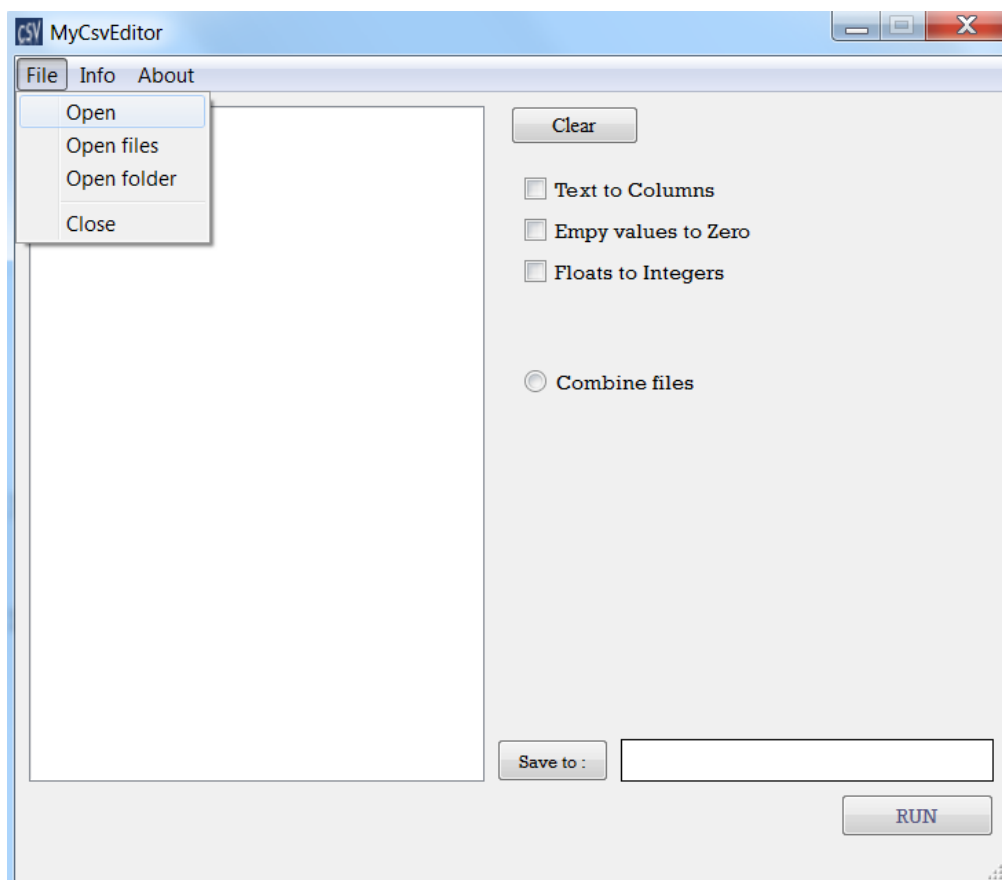 CSV MyCsvEditor
File Info About
Open
Open files
Open folder
Close
Clear
Text to Columns
Empy values to Zero
Floats to Integers
Combine files
Save to :
RUN